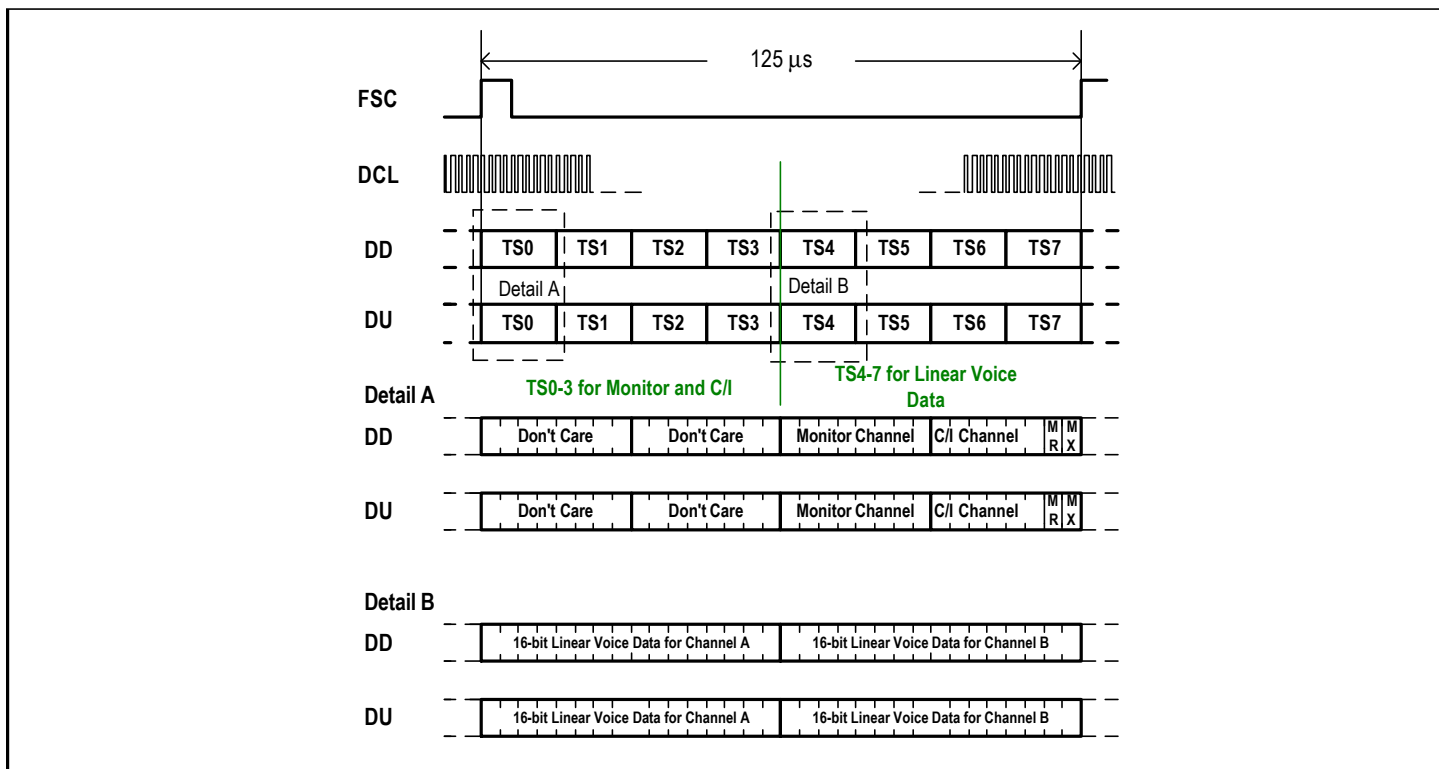 125 µs
FSC
DCL
DD TS0 TS1 TS2 TS3 TS4 TS5 TS6 TS7
Detail A Detail B
DU TS0 TS1 TS2 TS3 TS4 TS5 TS6 TS7
TS0-3 for Monitor and C/I
TS4-7 for Linear Voice
Data
Detail A
DD Don't Care Don't Care Monitor Channel C/I Channel M R M X
DU Don't Care Don't Care Monitor Channel C/I Channel M R M X
Detail B
DD 16-bit Linear Voice Data for Channel A 16-bit Linear Voice Data for Channel B
DU 16-bit Linear Voice Data for Channel A 16-bit Linear Voice Data for Channel B